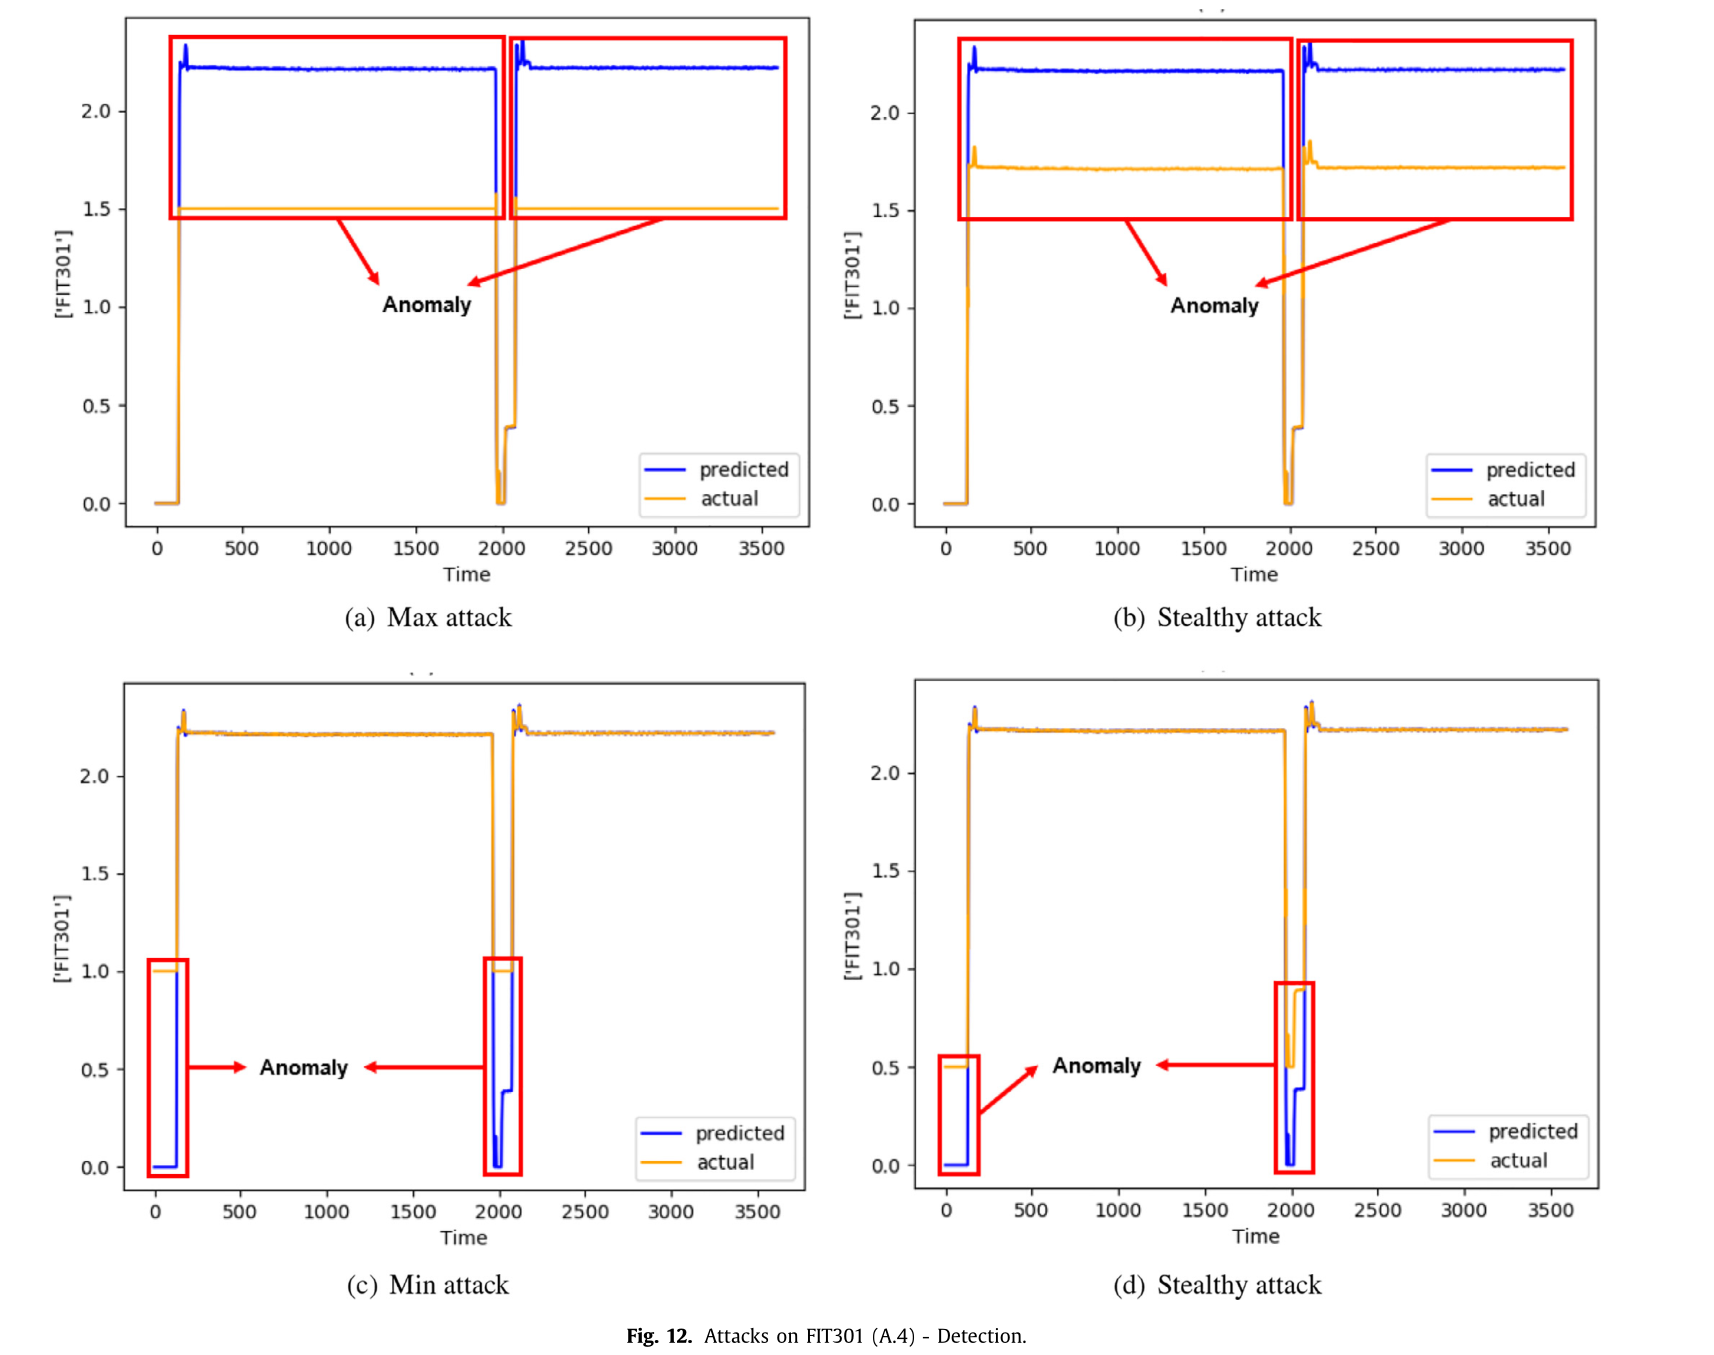 2.0
1.5
1.0
0.5
0.0
['FIT301']
Anomaly
predicted
actual
0 500 1000 1500 2000 2500 3000 3500
Time
(a) Max attack
2.0
1.5
1.0
0.5
0.0
['FIT301']
Anomaly
predicted
actual
0 500 1000 1500 2000 2500 3000 3500
Time
(b) Stealthy attack
2.0
1.5
1.0
0.5
0.0
['FIT301']
Anomaly
predicted
actual
0 500 1000 1500 2000 2500 3000 3500
Time
(c) Min attack
2.0
1.5
1.0
0.5
0.0
['FIT301']
Anomaly
predicted
actual
0 500 1000 1500 2000 2500 3000 3500
Time
(d) Stealthy attack
Fig. 12. Attacks on FIT301 (A.4) - Detection.